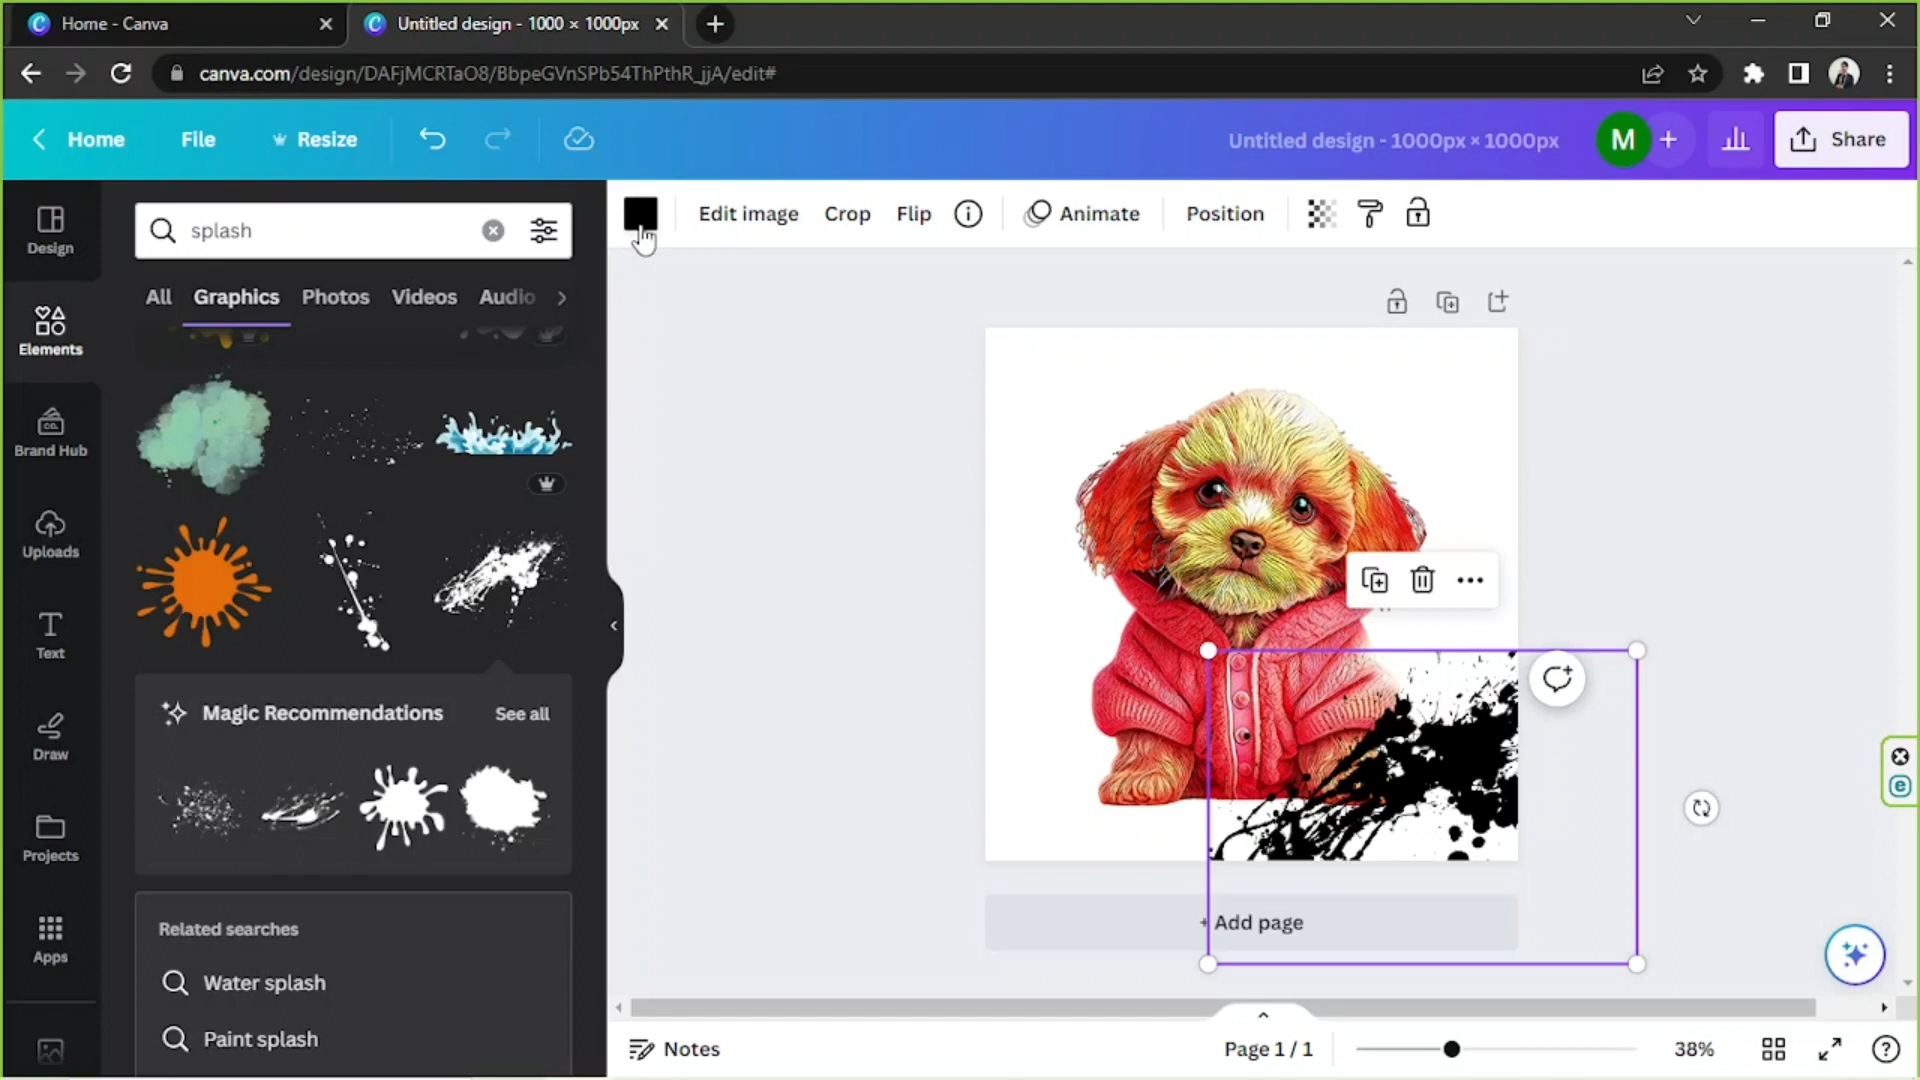 Home - Canva
Untitled design - 1000 × 1000px
canva.com/design/DAFjMCRTaO8/BbpeGVnSPb54ThPthR_jjA/edit#
Home
File
Resize
Untitled design - 1000px × 1000px
M
Share
Design
Elements
Brand Hub
Uploads
Text
Draw
Projects
Apps
splash
All
Graphics
Photos
Videos
Audio
Magic Recommendations
See all
Related searches
Water splash
Paint splash
Edit image
Crop
Flip
Animate
Position
+ Add page
Notes
Page 1 / 1
38%